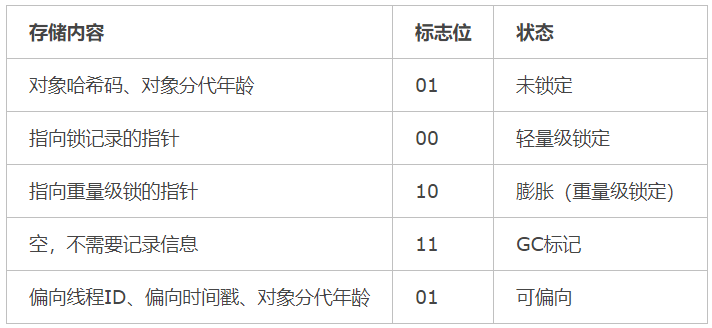 存储内容 标志位 状态
对象哈希码、对象分代年龄 01 未锁定
指向锁记录的指针 00 轻量级锁定
指向重量级锁的指针 10 膨胀（重量级锁定）
空，不需要记录信息 11 GC标记
偏向线程ID、偏向时间戳、对象分代年龄 01 可偏向